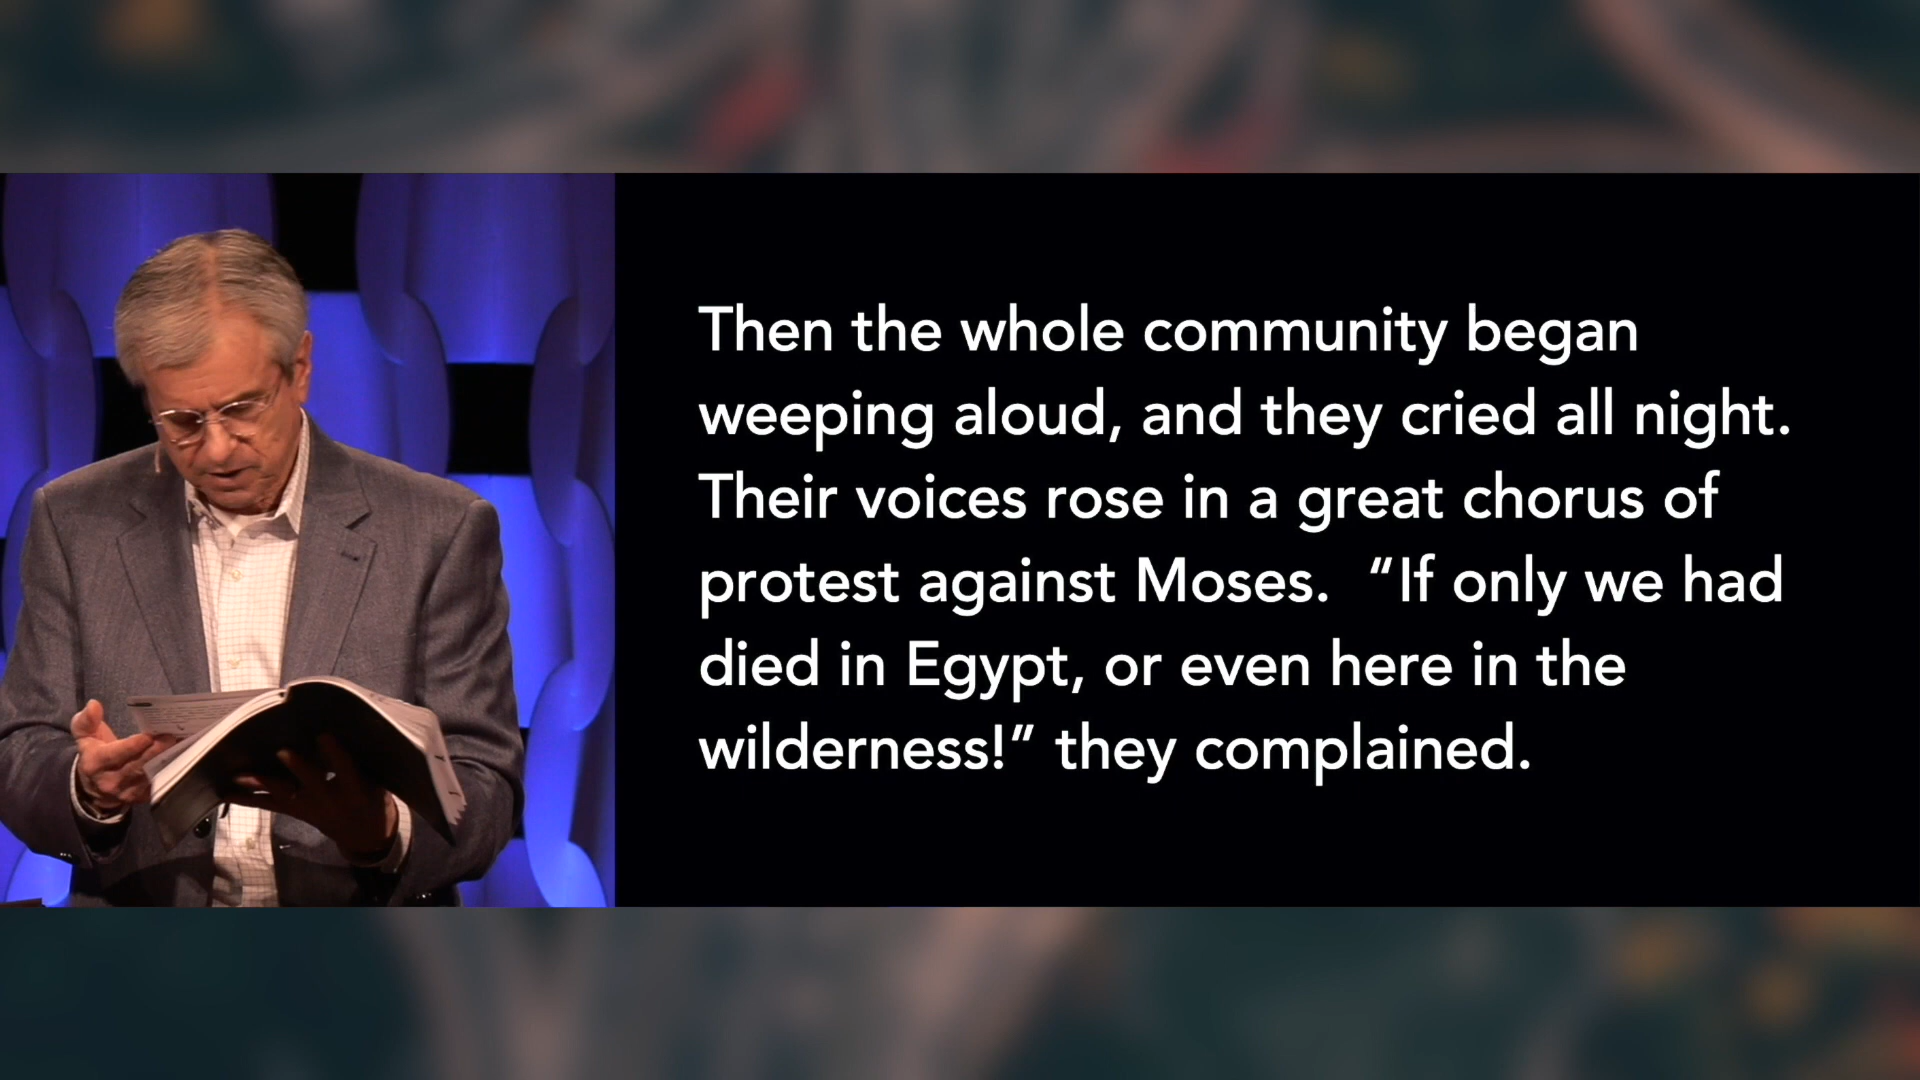 Then the whole community began
weeping aloud, and they cried all night.
Their voices rose in a great chorus of
protest against Moses.  “If only we had
died in Egypt, or even here in the
wilderness!” they complained.